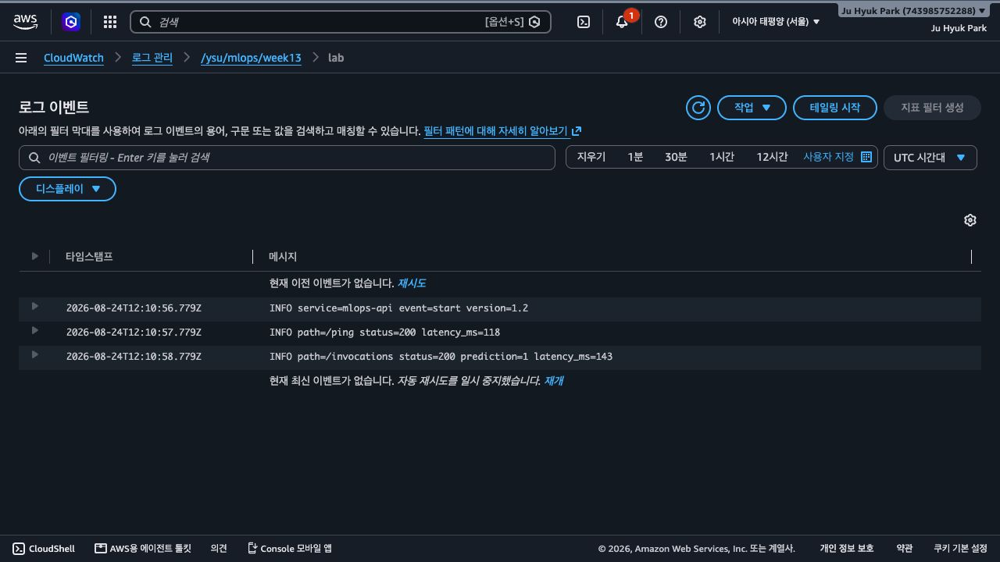 aws
검색 [옵션+S]
1
아시아 태평양 (서울)
Ju Hyuk Park (743985752288)
Ju Hyuk Park
CloudWatch
로그 관리
/ysu/mlops/week13
lab
로그 이벤트
작업
테일링 시작
지표 필터 생성
아래의 필터 막대를 사용하여 로그 이벤트의 용어, 구문 또는 값을 검색하고 매칭할 수 있습니다. 필터 패턴에 대해 자세히 알아보기
이벤트 필터링 - Enter 키를 눌러 검색
지우기 1분 30분 1시간 12시간 사용자 지정
UTC 시간대
디스플레이
타임스탬프 메시지
현재 이전 이벤트가 없습니다. 재시도
2026-08-24T12:10:56.779Z INFO service=mlops-api event=start version=1.2
2026-08-24T12:10:57.779Z INFO path=/ping status=200 latency_ms=118
2026-08-24T12:10:58.779Z INFO path=/invocations status=200 prediction=1 latency_ms=143
현재 최신 이벤트가 없습니다. 자동 재시도를 일시 중지했습니다. 재개
CloudShell AWS용 에이전트 툴킷 의견 Console 모바일 앱 © 2026, Amazon Web Services, Inc. 또는 계열사. 개인 정보 보호 약관 쿠키 기본 설정